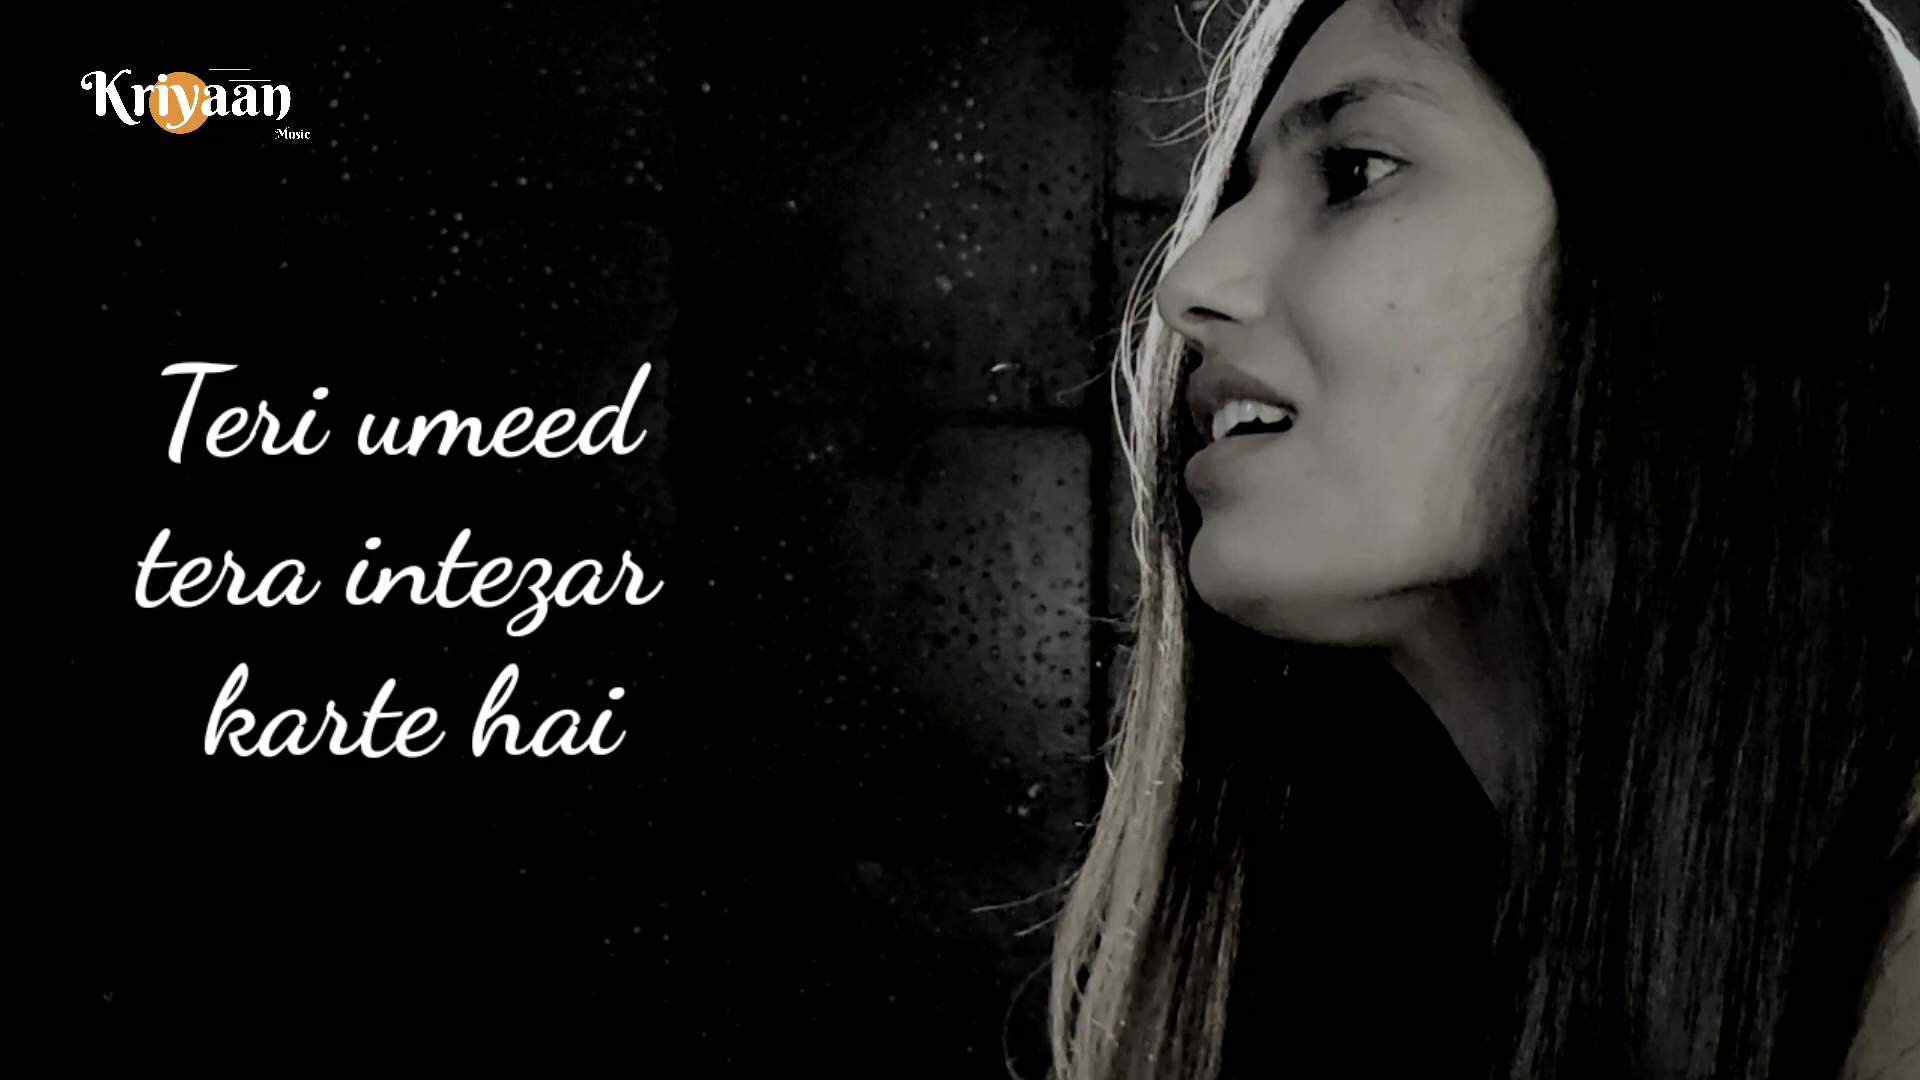 Kriyaan
Music
Teri umeed
tera intezar
karte hai